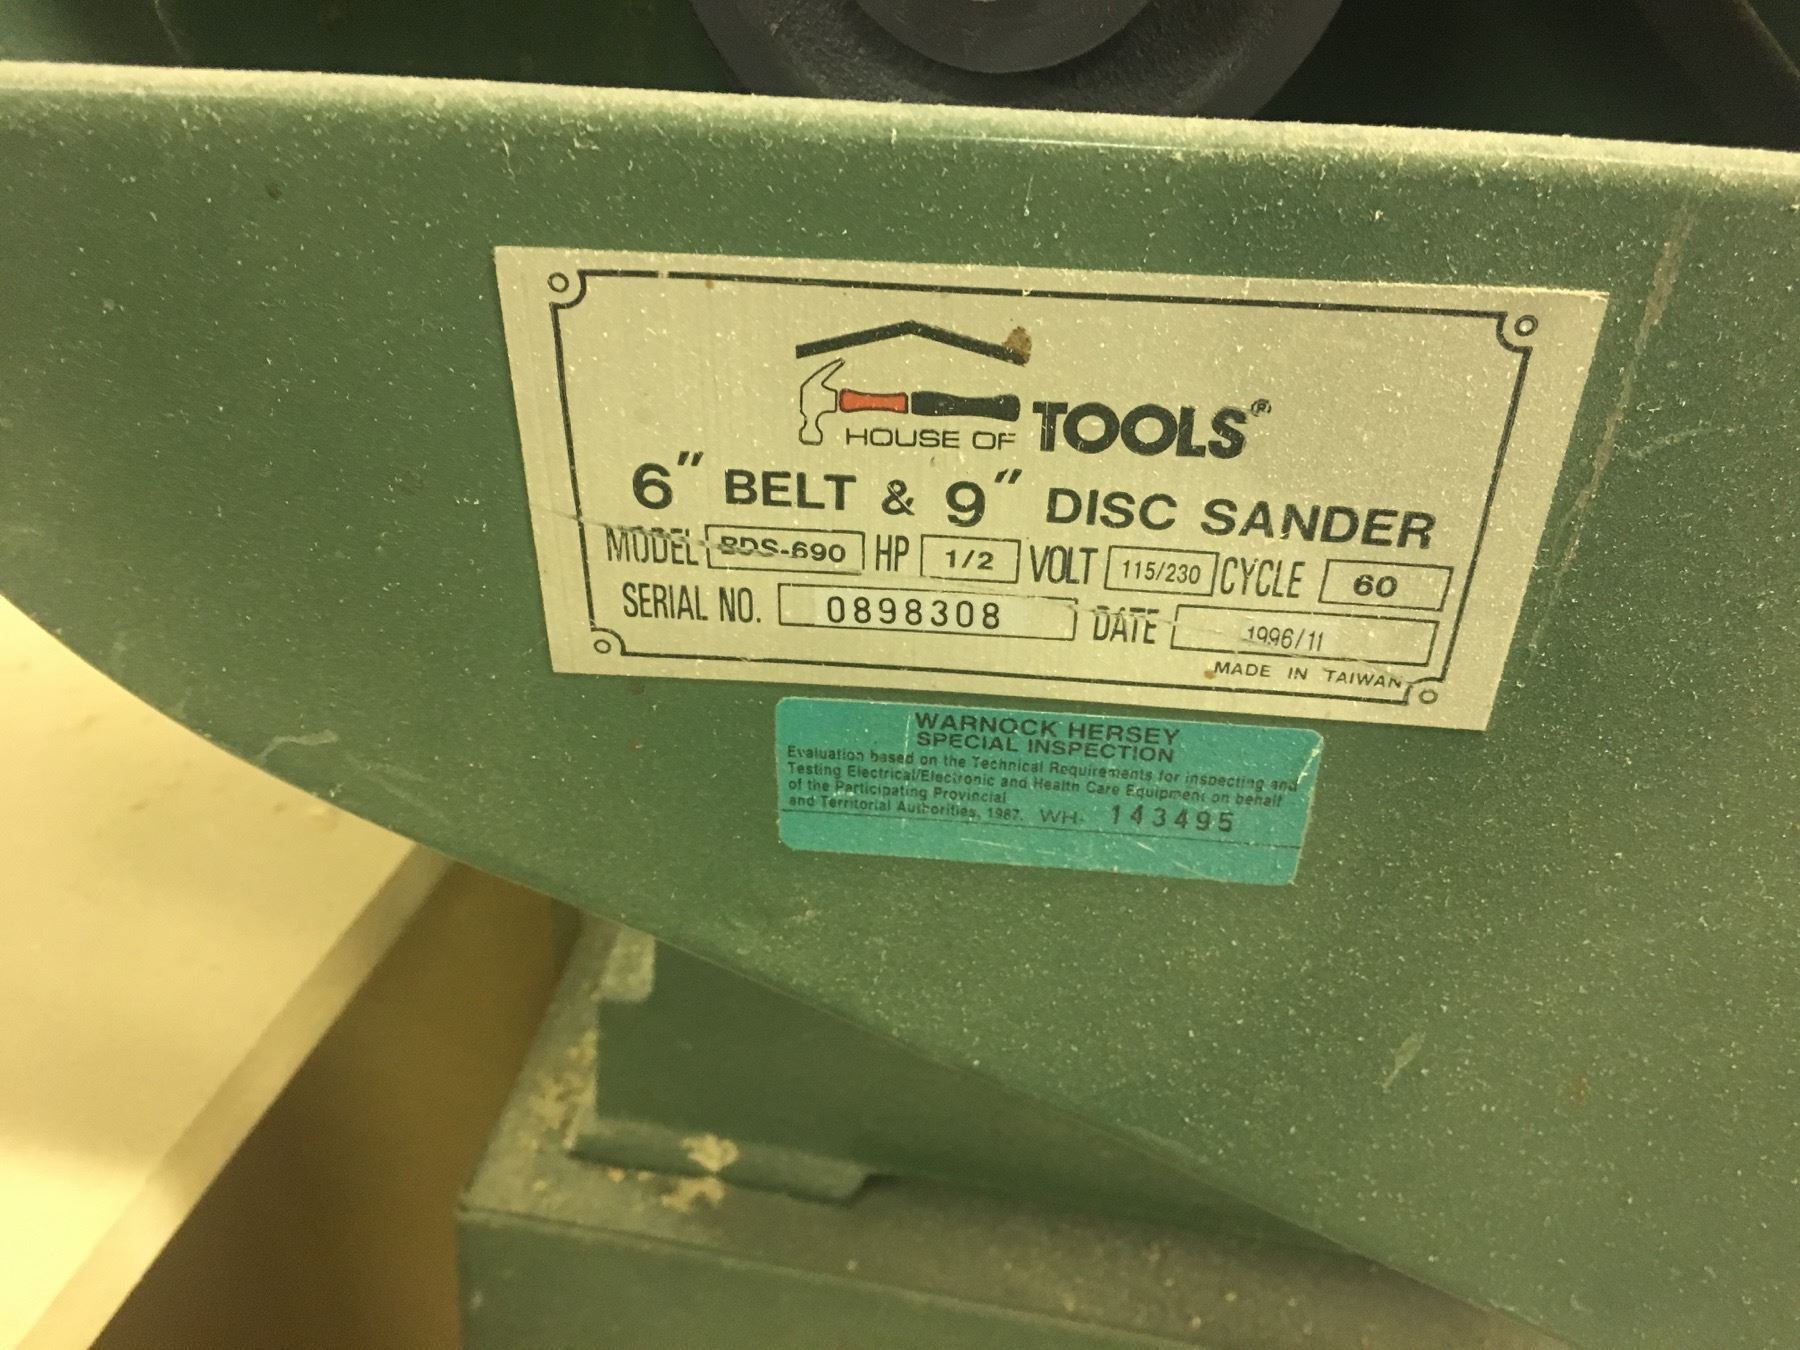 HOUSE OF TOOLS®
6" BELT & 9" DISC SANDER
MODEL BDS-690 HP 1/2 VOLT 115/230 CYCLE 60
SERIAL NO. 0898308 DATE 1996/11
MADE IN TAIWAN
WARNOCK HERSEY
SPECIAL INSPECTION
Evaluation based on the Technical Requirements for inspecting and
Testing Electrical/Electronic and Health Care Equipment on behalf
of the Participating Provincial
and Territorial Authorities, 1987. WH- 143495